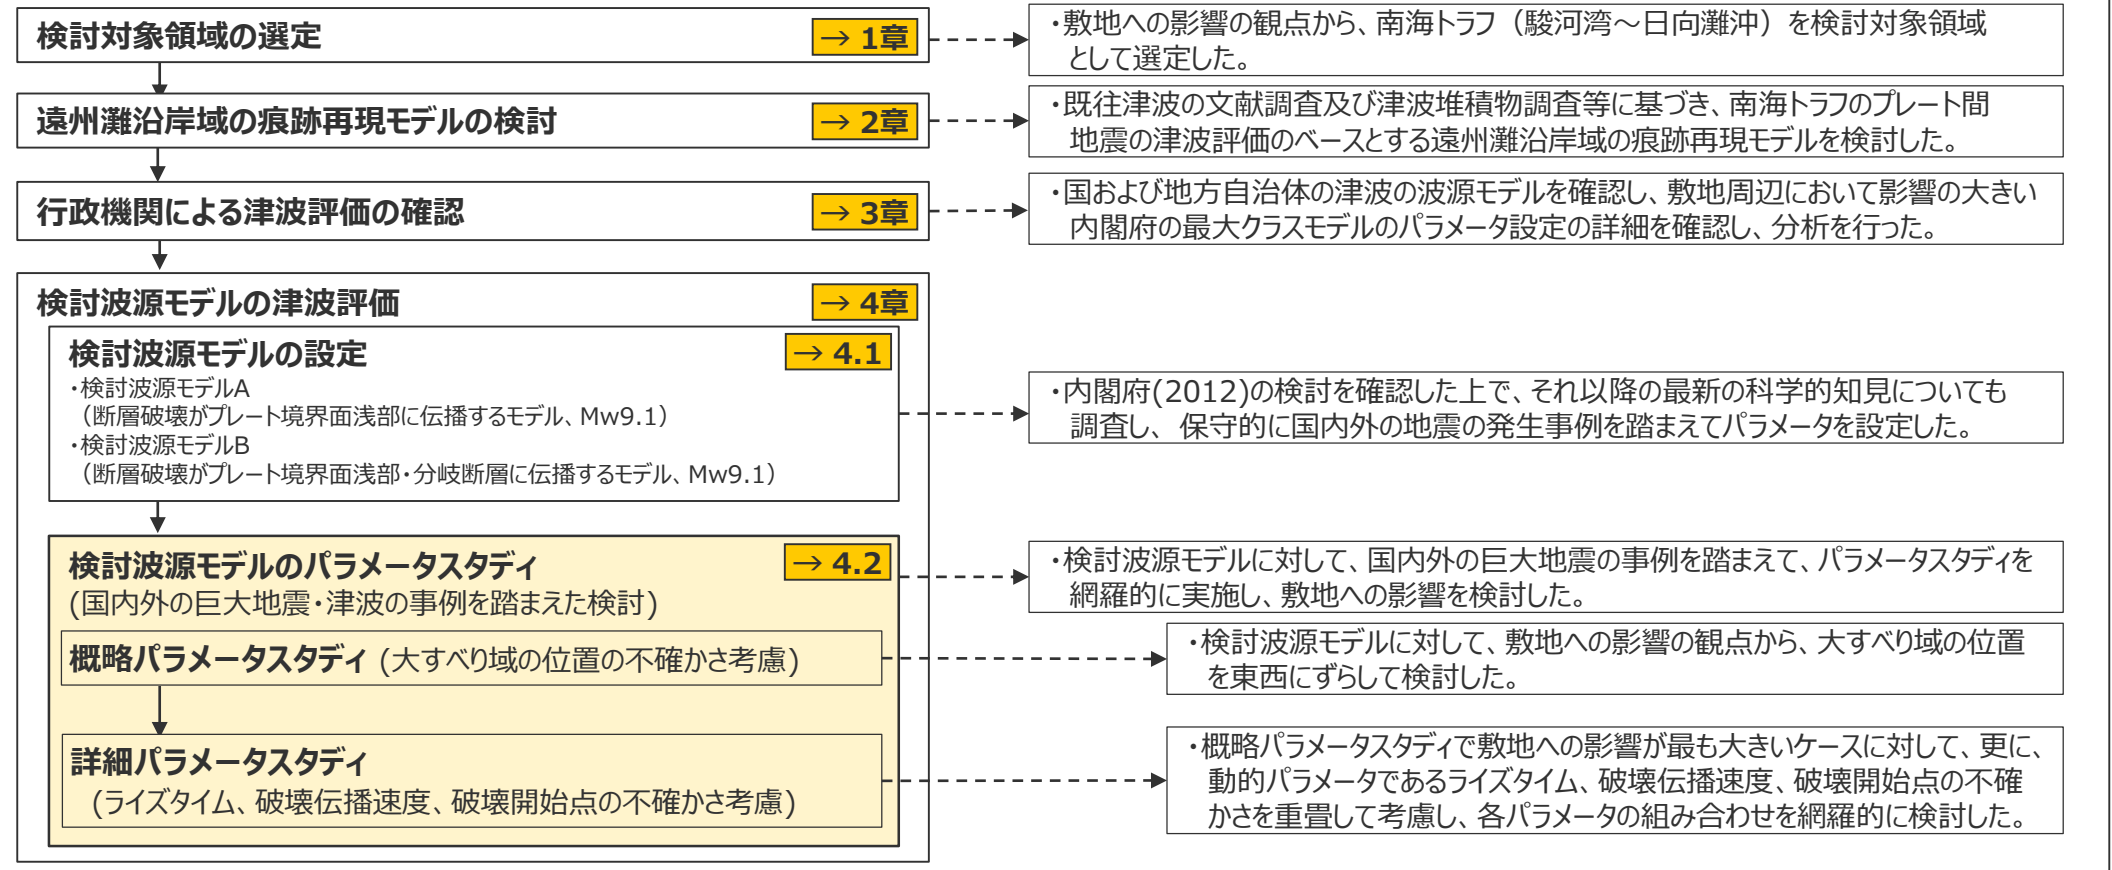 検討対象領域の選定
→ 1章
・敷地への影響の観点から、南海トラフ（駿河湾～日向灘沖）を検討対象領域
として選定した。
遠州灘沿岸域の痕跡再現モデルの検討
→ 2章
・既往津波の文献調査及び津波堆積物調査等に基づき、南海トラフのプレート間
地震の津波評価のベースとする遠州灘沿岸域の痕跡再現モデルを検討した。
行政機関による津波評価の確認
→ 3章
・国および地方自治体の津波の波源モデルを確認し、敷地周辺において影響の大きい
内閣府の最大クラスモデルのパラメータ設定の詳細を確認し、分析を行った。
検討波源モデルの津波評価
→ 4章
検討波源モデルの設定
→ 4.1
・検討波源モデルA
（断層破壊がプレート境界面浅部に伝播するモデル、Mw9.1）
・検討波源モデルB
（断層破壊がプレート境界面浅部・分岐断層に伝播するモデル、Mw9.1）
・内閣府(2012)の検討を確認した上で、それ以降の最新の科学的知見についても
調査し、 保守的に国内外の地震の発生事例を踏まえてパラメータを設定した。
検討波源モデルのパラメータスタディ
→ 4.2
(国内外の巨大地震・津波の事例を踏まえた検討)
・検討波源モデルに対して、国内外の巨大地震の事例を踏まえて、パラメータスタディを
網羅的に実施し、敷地への影響を検討した。
概略パラメータスタディ (大すべり域の位置の不確かさ考慮)
・検討波源モデルに対して、敷地への影響の観点から、大すべり域の位置
を東西にずらして検討した。
詳細パラメータスタディ
(ライズタイム、破壊伝播速度、破壊開始点の不確かさ考慮)
・概略パラメータスタディで敷地への影響が最も大きいケースに対して、更に、
動的パラメータであるライズタイム、破壊伝播速度、破壊開始点の不確
かさを重畳して考慮し、各パラメータの組み合わせを網羅的に検討した。